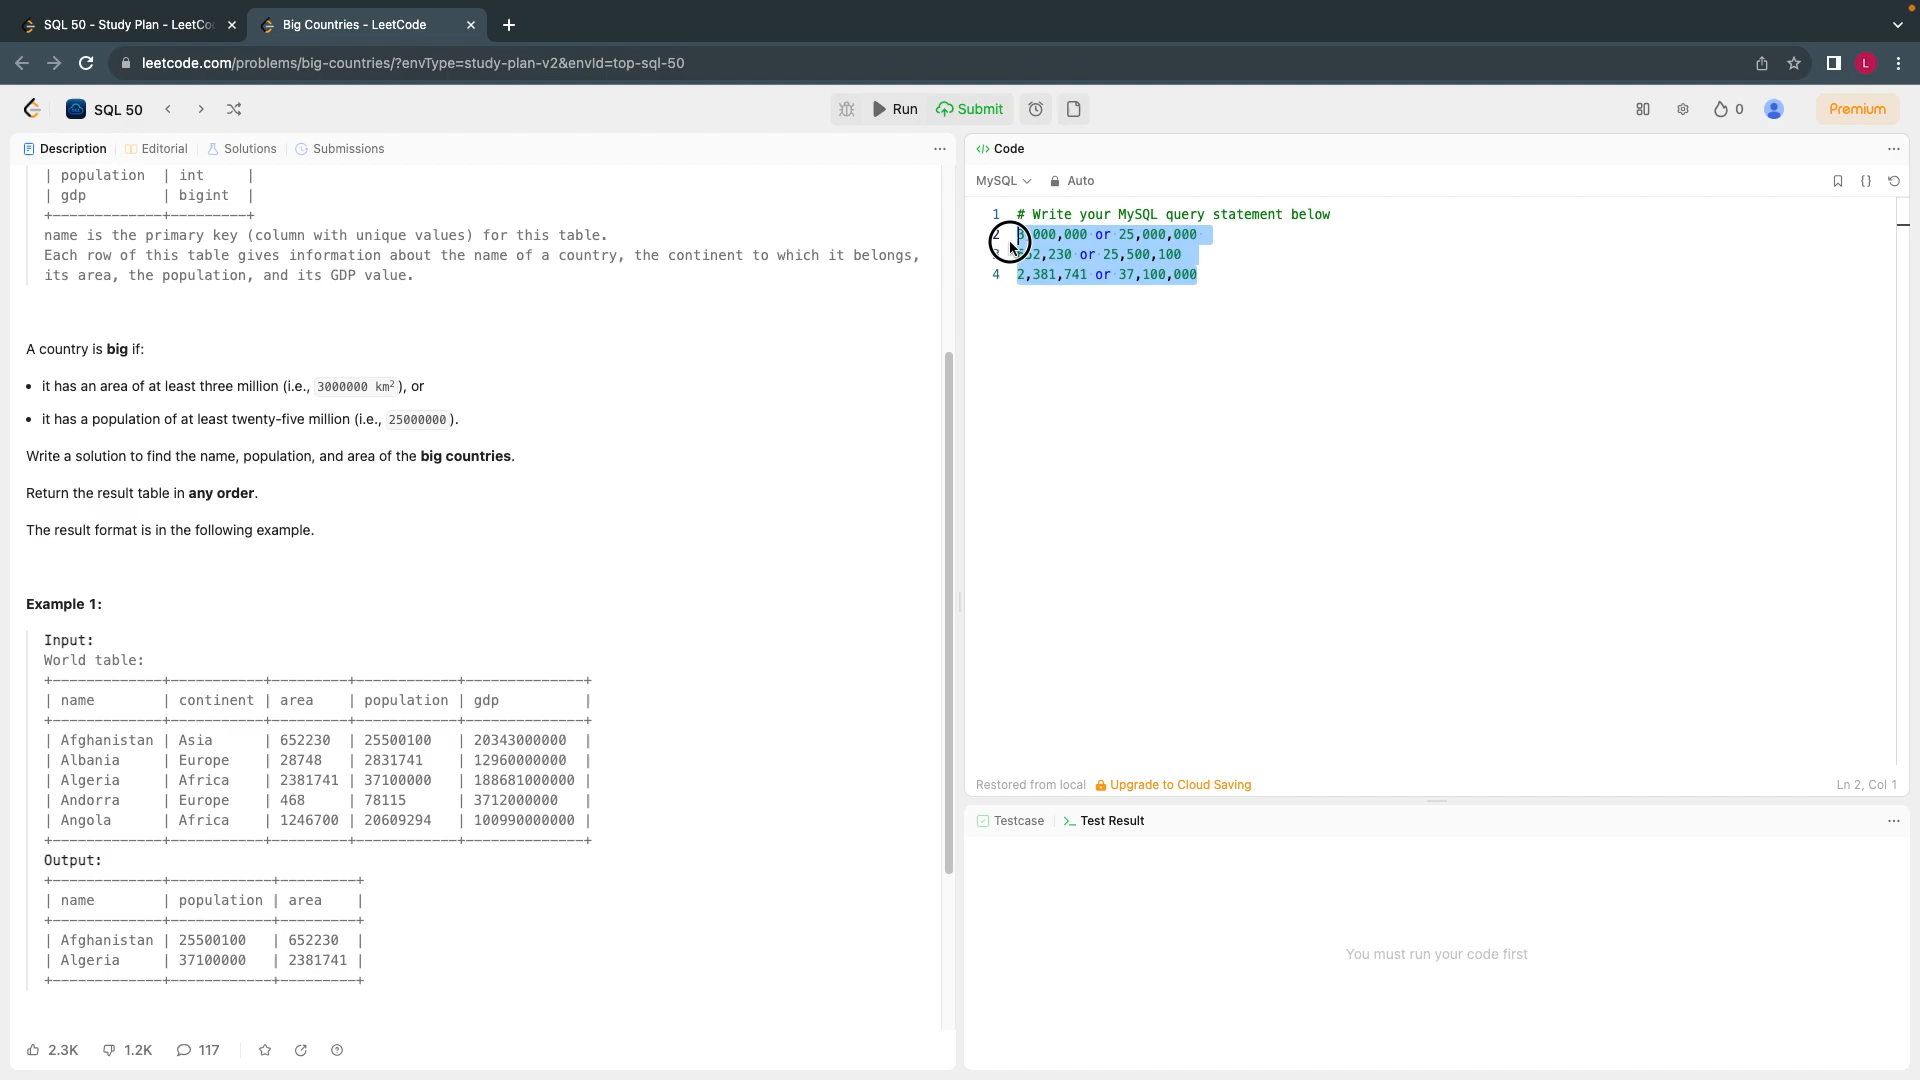 SQL 50 - Study Plan - LeetCo
Big Countries - LeetCode
leetcode.com/problems/big-countries/?envType=study-plan-v2&envId=top-sql-50
L
SQL 50
Run
Submit
0
Premium
Description
Editorial
Solutions
Submissions
| population | int |
| gdp | bigint |
+-------------+---------+
name is the primary key (column with unique values) for this table.
Each row of this table gives information about the name of a country, the continent to which it belongs,
its area, the population, and its GDP value.
A country is big if:
• it has an area of at least three million (i.e., 3000000 km²), or
• it has a population of at least twenty-five million (i.e., 25000000).
Write a solution to find the name, population, and area of the big countries.
Return the result table in any order.
The result format is in the following example.
Example 1:
Input:
World table:
+-------------+-----------+---------+------------+--------------+
| name | continent | area | population | gdp |
+-------------+-----------+---------+------------+--------------+
| Afghanistan | Asia | 652230 | 25500100 | 20343000000 |
| Albania | Europe | 28748 | 2831741 | 12960000000 |
| Algeria | Africa | 2381741 | 37100000 | 188681000000 |
| Andorra | Europe | 468 | 78115 | 3712000000 |
| Angola | Africa | 1246700 | 20609294 | 100990000000 |
+-------------+-----------+---------+------------+--------------+
Output:
+-------------+------------+---------+
| name | population | area |
+-------------+------------+---------+
| Afghanistan | 25500100 | 652230 |
| Algeria | 37100000 | 2381741 |
+-------------+------------+---------+
2.3K
1.2K
117
</> Code
MySQL
Auto
{}
1 # Write your MySQL query statement below
2 3,000,000 or 25,000,000
3 652,230 or 25,500,100
4 2,381,741 or 37,100,000
Restored from local
Upgrade to Cloud Saving
Ln 2, Col 1
Testcase
>_ Test Result
You must run your code first